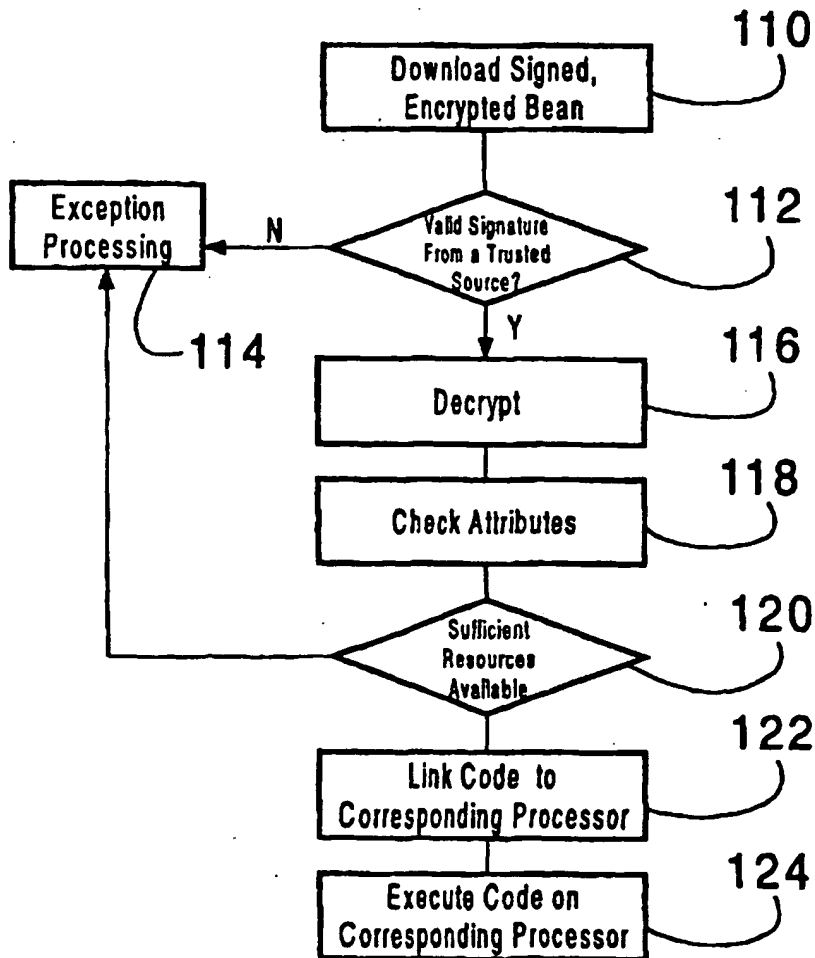 110
Download Signed,
Encrypted Bean
112
Valid Signature
From a Trusted
Source?
N
Exception
Processing
114
Y
116
Decrypt
118
Check Attributes
120
Sufficient
Resources
Available
122
Link Code to
Corresponding Processor
124
Execute Code on
Corresponding Processor